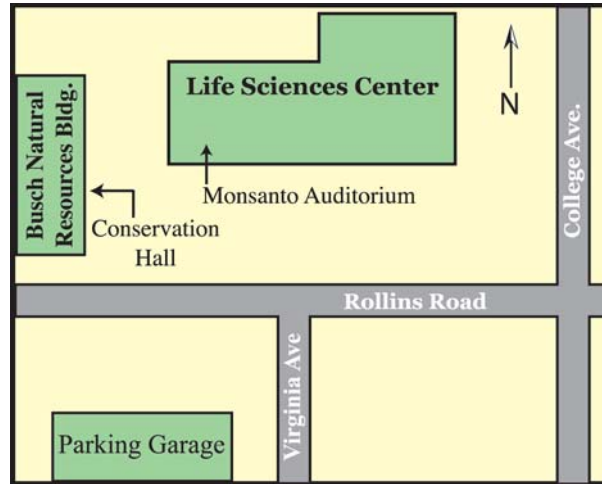 Life Sciences Center
N
Busch Natural
Resources Bldg.
College Ave.
Monsanto Auditorium
Conservation
Hall
Rollins Road
Virginia Ave
Parking Garage